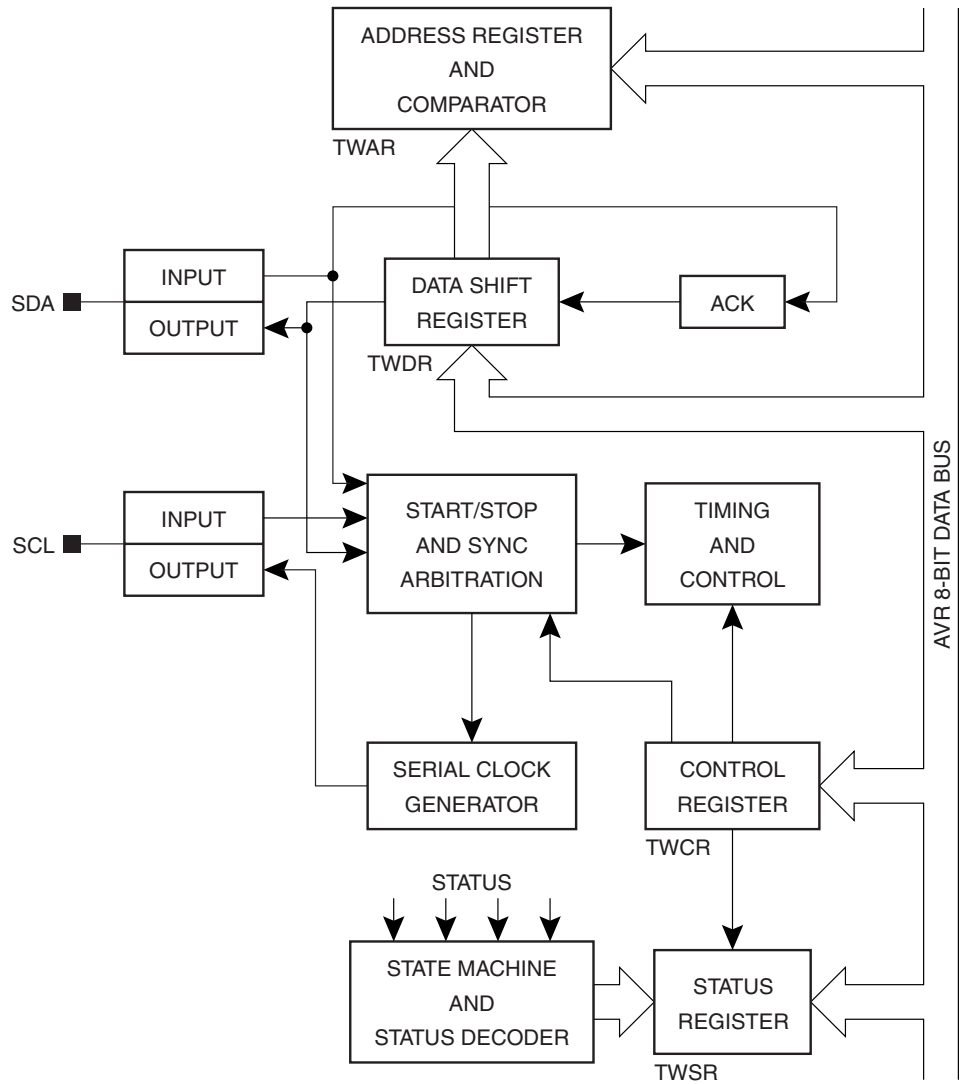 ADDRESS REGISTER
AND
COMPARATOR
TWAR
SDA
INPUT
OUTPUT
DATA SHIFT
REGISTER
TWDR
ACK
SCL
INPUT
OUTPUT
START/STOP
AND SYNC
ARBITRATION
TIMING
AND
CONTROL
AVR 8-BIT DATA BUS
SERIAL CLOCK
GENERATOR
CONTROL
REGISTER
TWCR
STATUS
STATE MACHINE
AND
STATUS DECODER
STATUS
REGISTER
TWSR